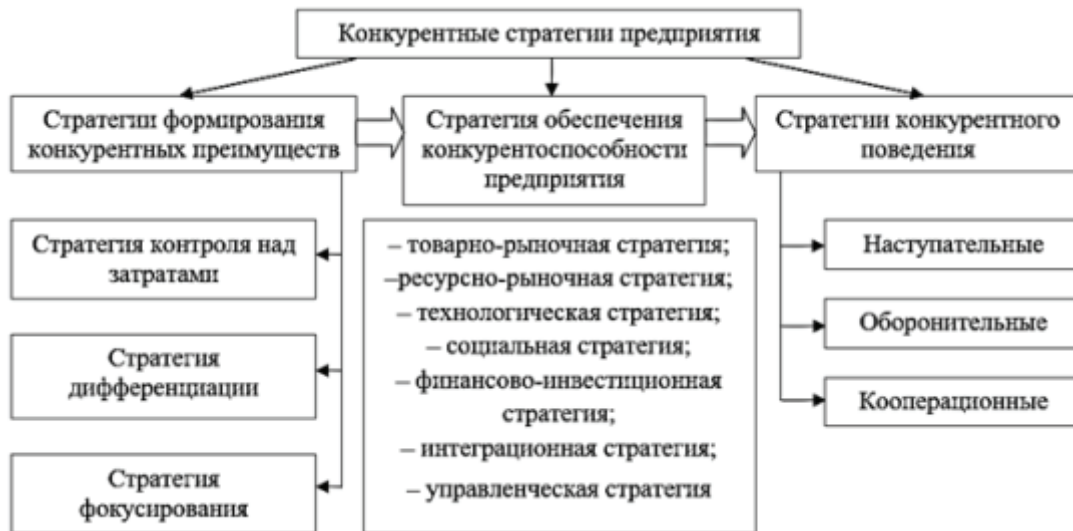 Конкурентные стратегии предприятия
Стратегии формирования
конкурентных преимуществ
Стратегия обеспечения
конкурентоспособности
предприятия
Стратегии конкурентного
поведения
Стратегия контроля над
затратами
Стратегия
дифференциации
Стратегия
фокусирования
– товарно-рыночная стратегия;
–ресурсно-рыночная стратегия;
– технологическая стратегия;
– социальная стратегия;
– финансово-инвестиционная
стратегия;
– интеграционная стратегия;
– управленческая стратегия
Наступательные
Оборонительные
Кооперационные